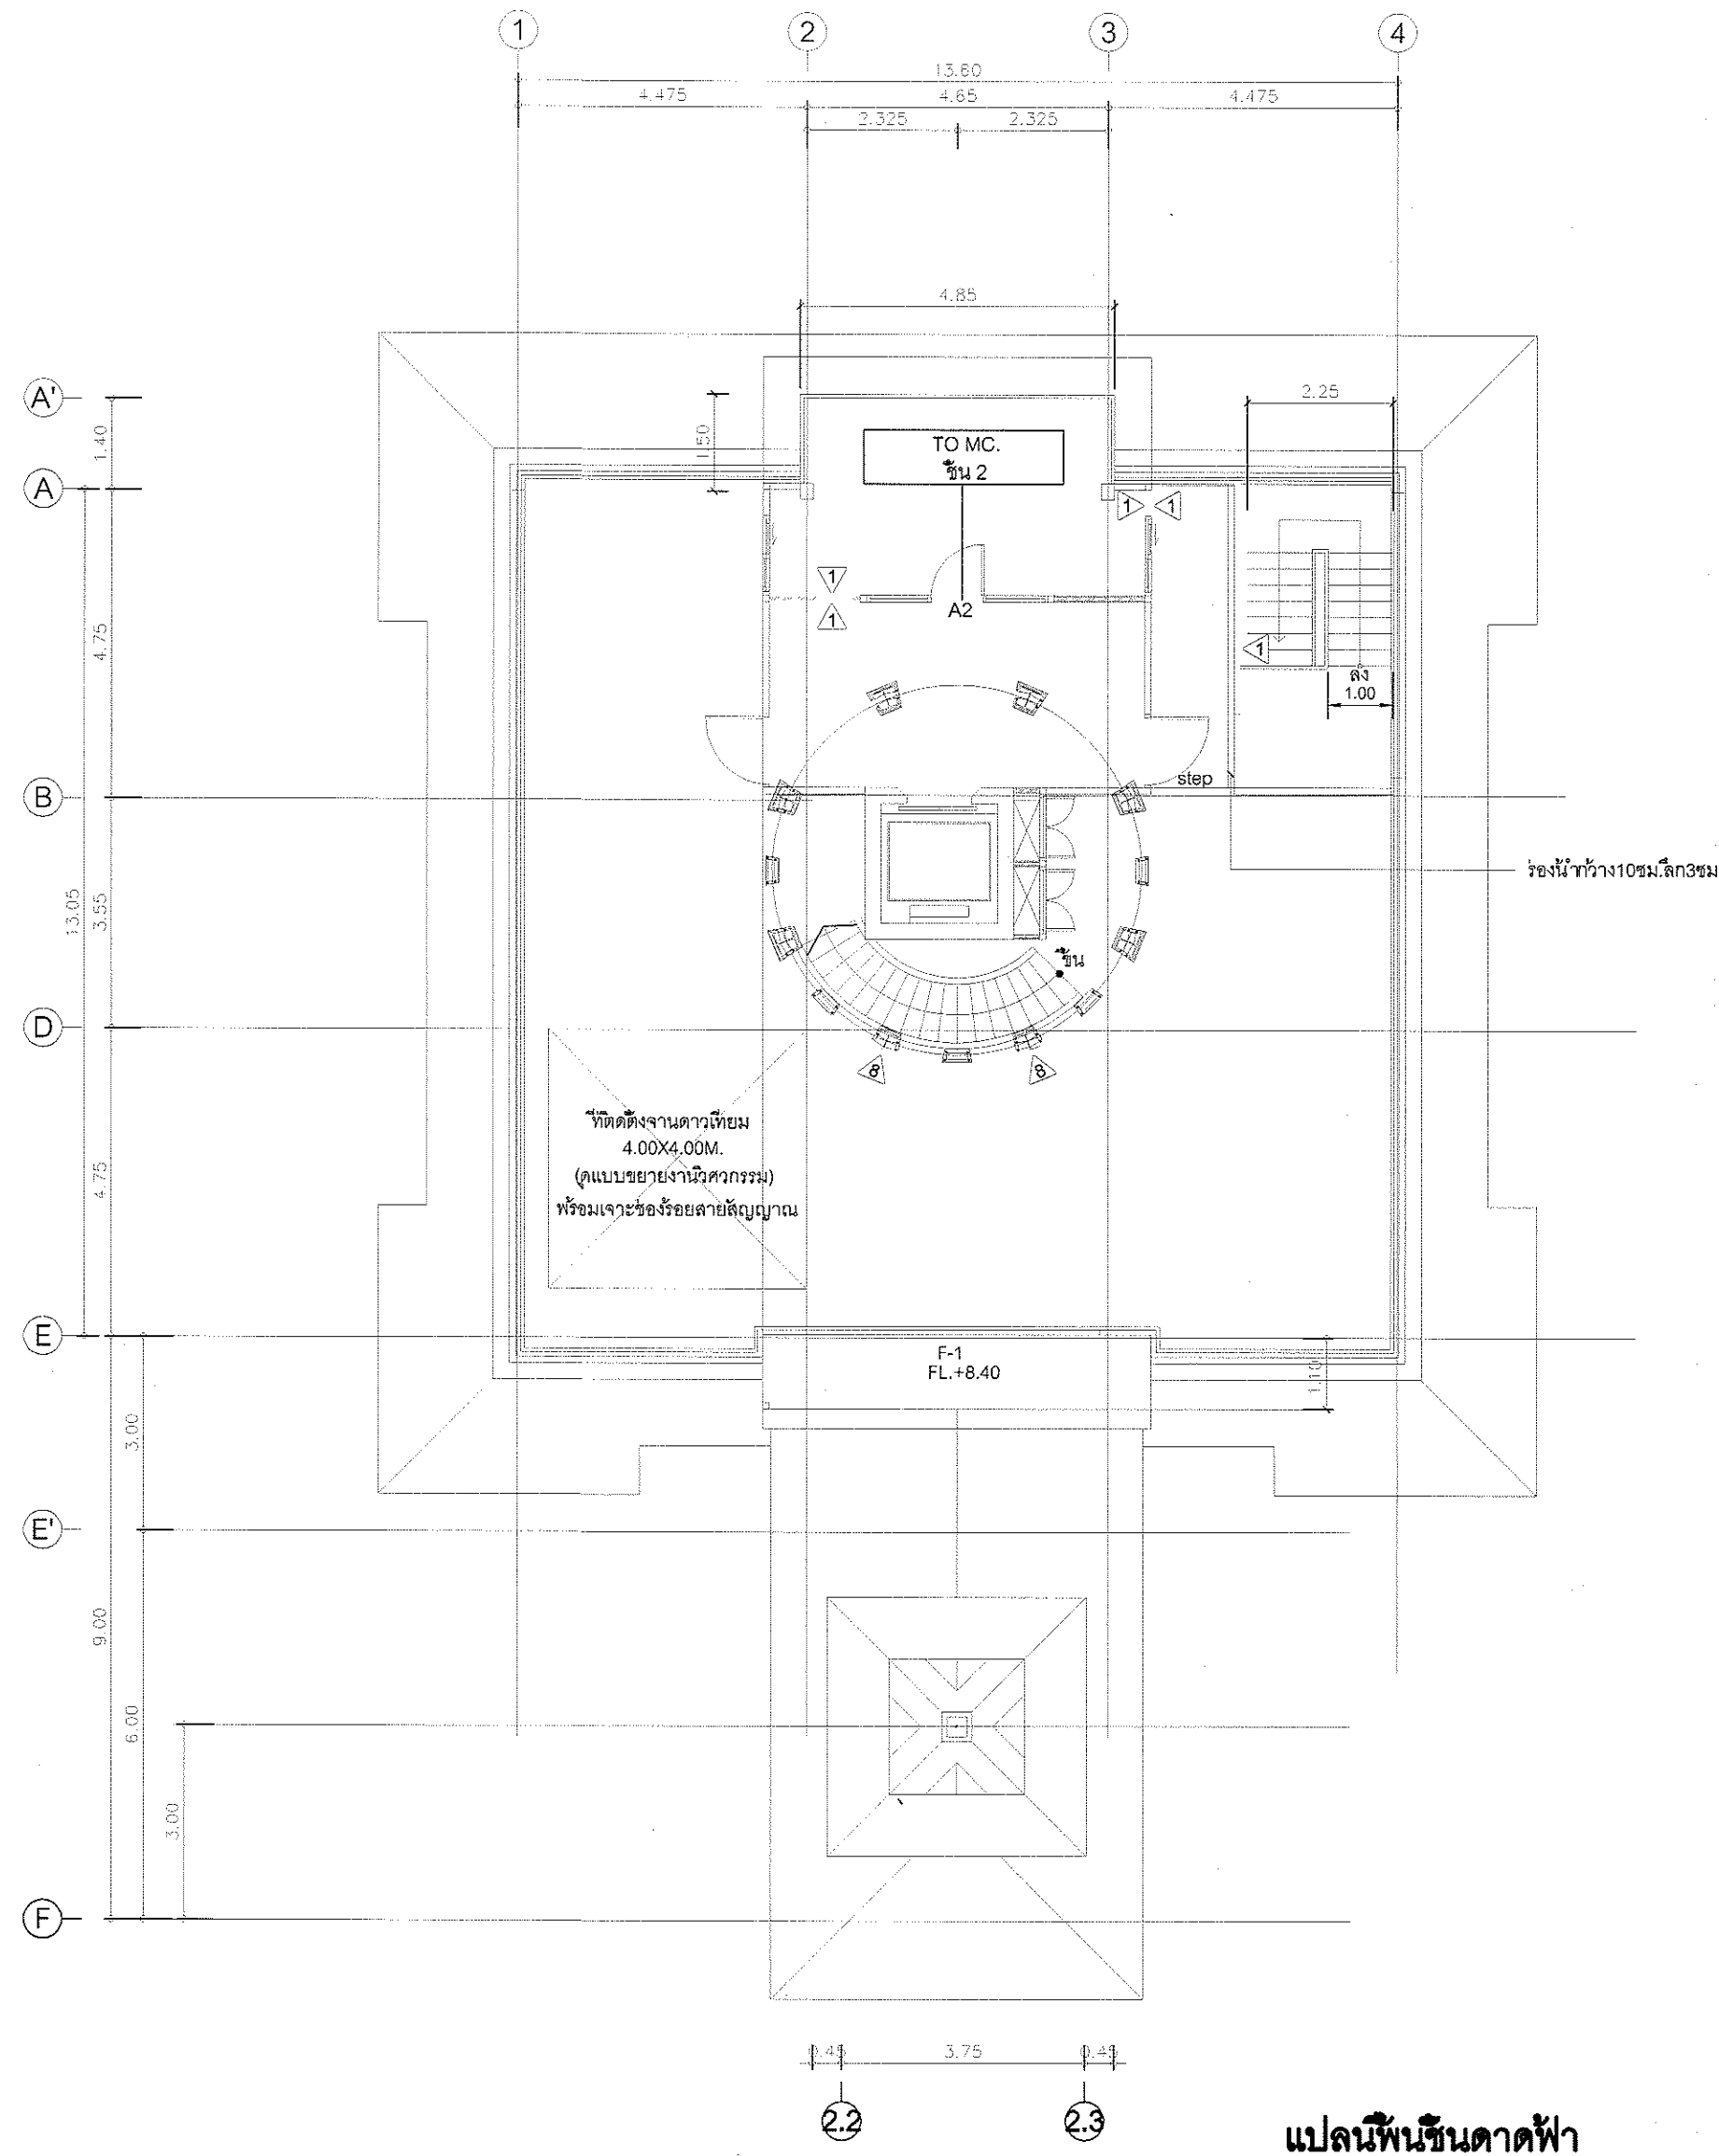 1 2 3 4
13.60
4.475 4.65 4.475
2.325 2.325
4.85
A'
2.25
1.40
1.50
TO MC.
ชั้น 2
A
1 1
1
1
A2
4.75
1
ลง
1.00
B
step
ร่องน้ำกว้าง10ซม.ลึก3ซม
13.05
3.55
ขึ้น
D
8 8
ที่ติดตั้งจานดาวเทียม
4.00X4.00M.
(ดูแบบขยายงานวิศวกรรม)
พร้อมเจาะช่องร้อยสายสัญญาณ
4.75
E
F-1
FL.+8.40
1.10
3.00
E'
9.00
6.00
3.00
F
0.45 3.75 0.45
2.2 2.3
แปลนพื้นชั้นดาดฟ้า